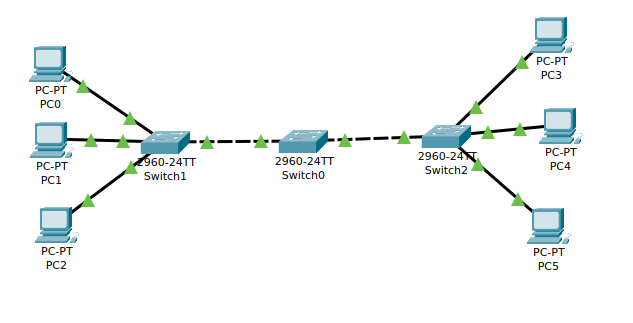 PC-PT
PC0
PC-PT
PC1
PC-PT
PC2
2960-24TT
Switch1
2960-24TT
Switch0
2960-24TT
Switch2
PC-PT
PC3
PC-PT
PC4
PC-PT
PC5